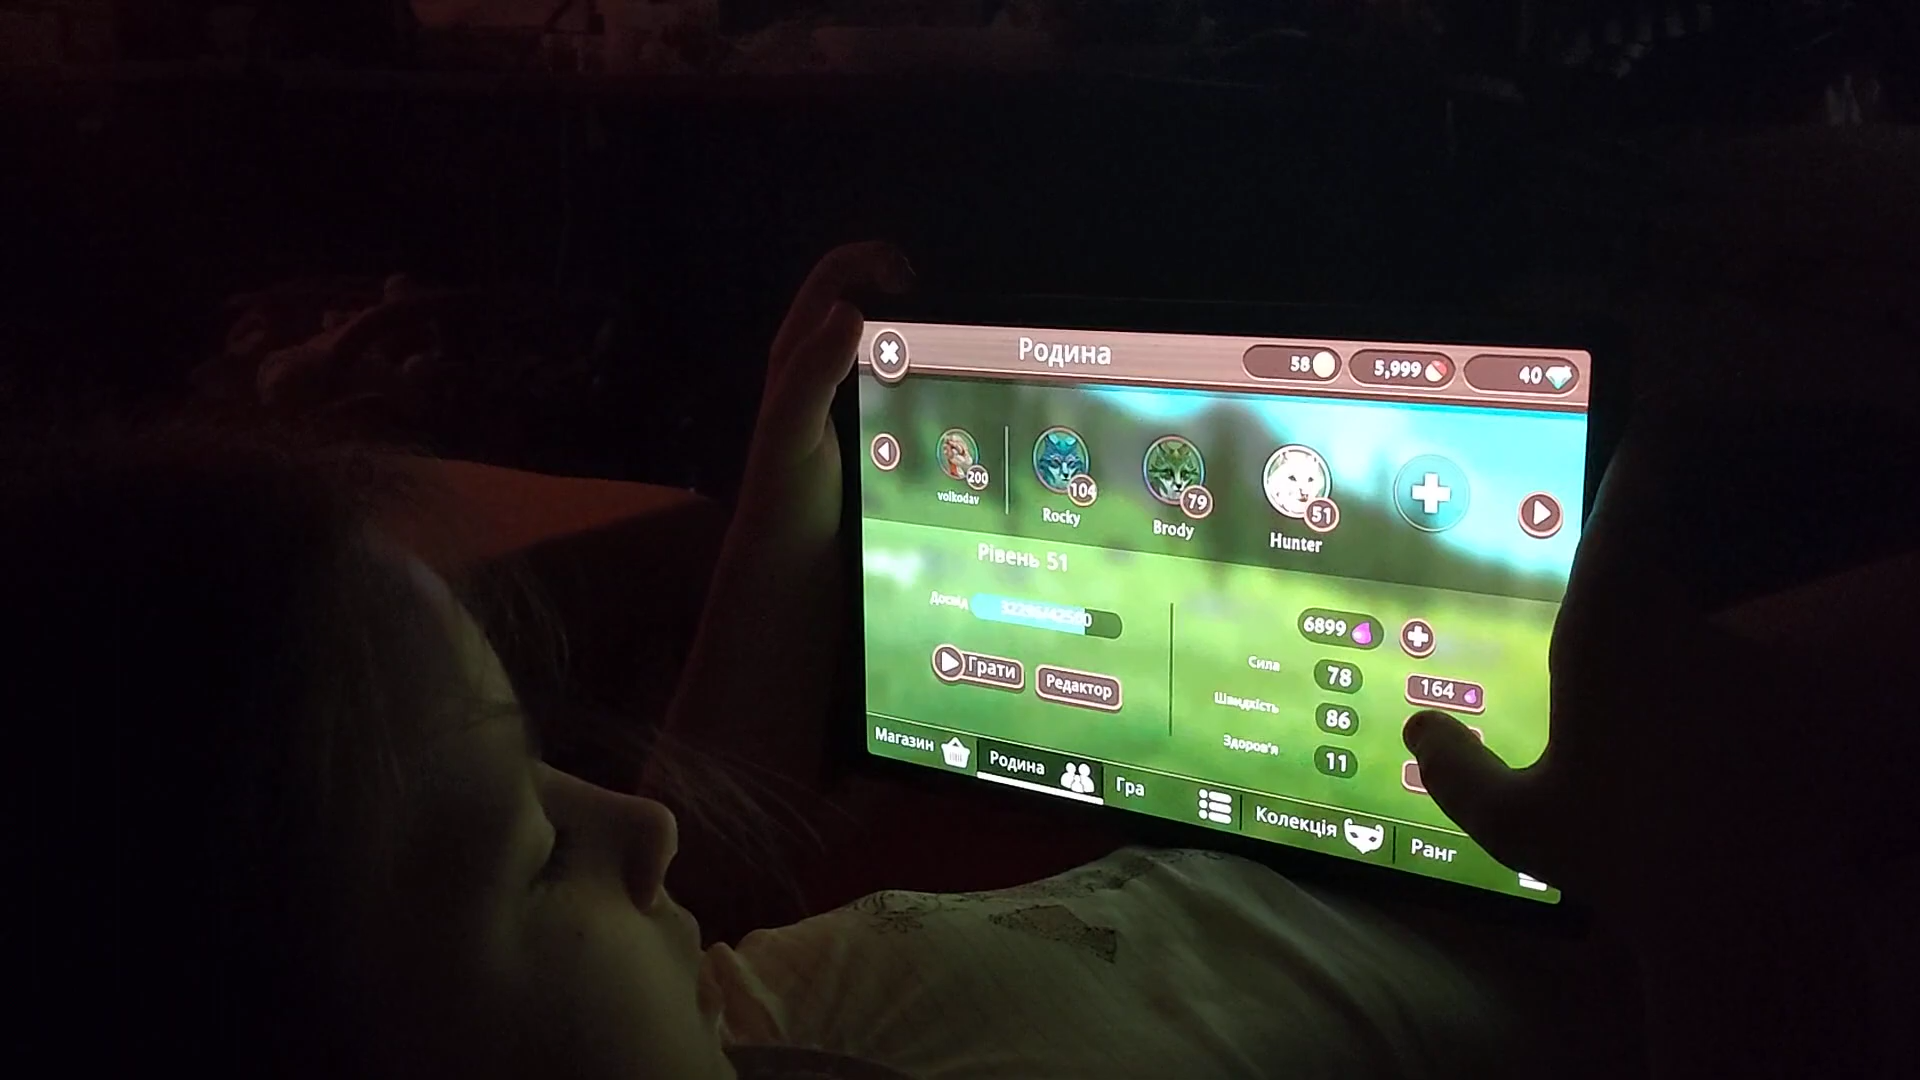 Родина
58
5,999
40
200
volkodav
104
Rocky
79
Brody
51
Hunter
Рівень 51
Досвід
Грати
Редактор
6899
Сила 78 164
Швидкість 86
Здоров'я 11
Магазин
Родина
Гра
Колекція
Ранг